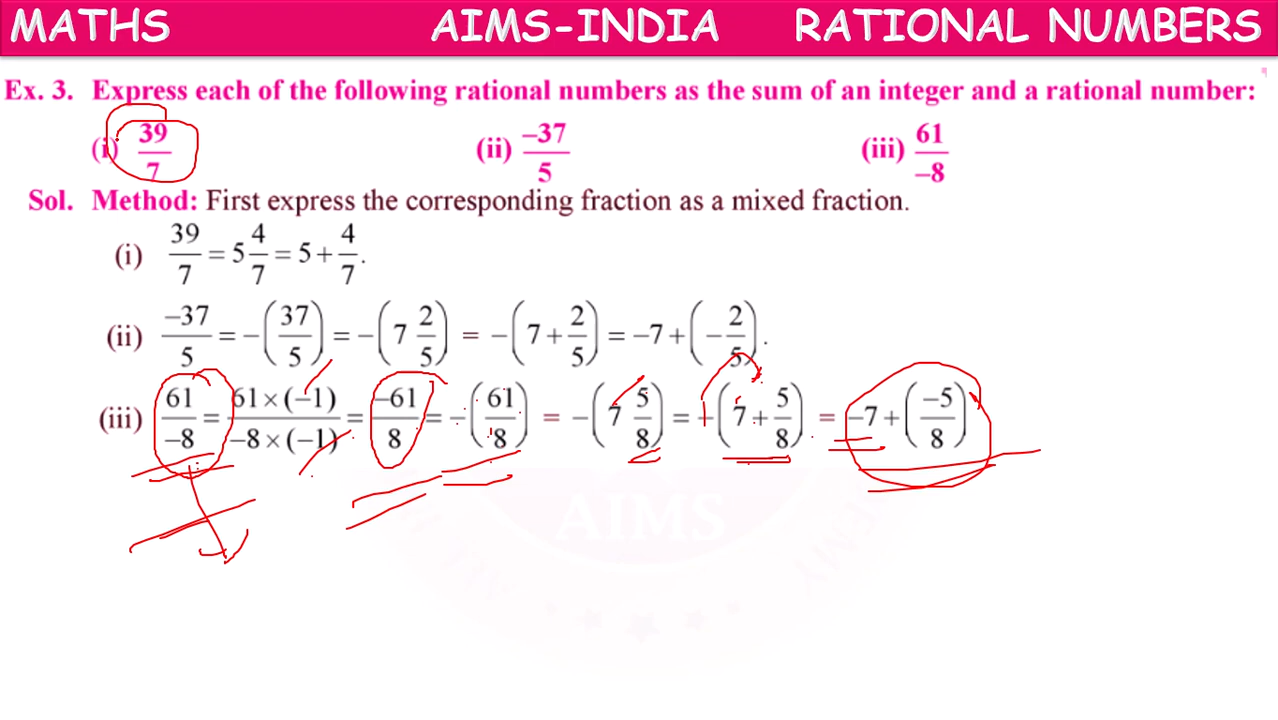 MATHS AIMS-INDIA RATIONAL NUMBERS
Ex. 3. Express each of the following rational numbers as the sum of an integer and a rational number:
(i) 39/7 (ii) -37/5 (iii) 61/-8
Sol. Method: First express the corresponding fraction as a mixed fraction.
(i) 39/7 = 5 4/7 = 5 + 4/7.
(ii) -37/5 = -(37/5) = -(7 2/5) = -(7 + 2/5) = -7 + (-2/5).
(iii) 61/-8 = 61 × (-1)/-8 × (-1) = -61/8 = -(61/8) = -(7 5/8) = -(7 + 5/8) = -7 + (-5/8)
AIMS